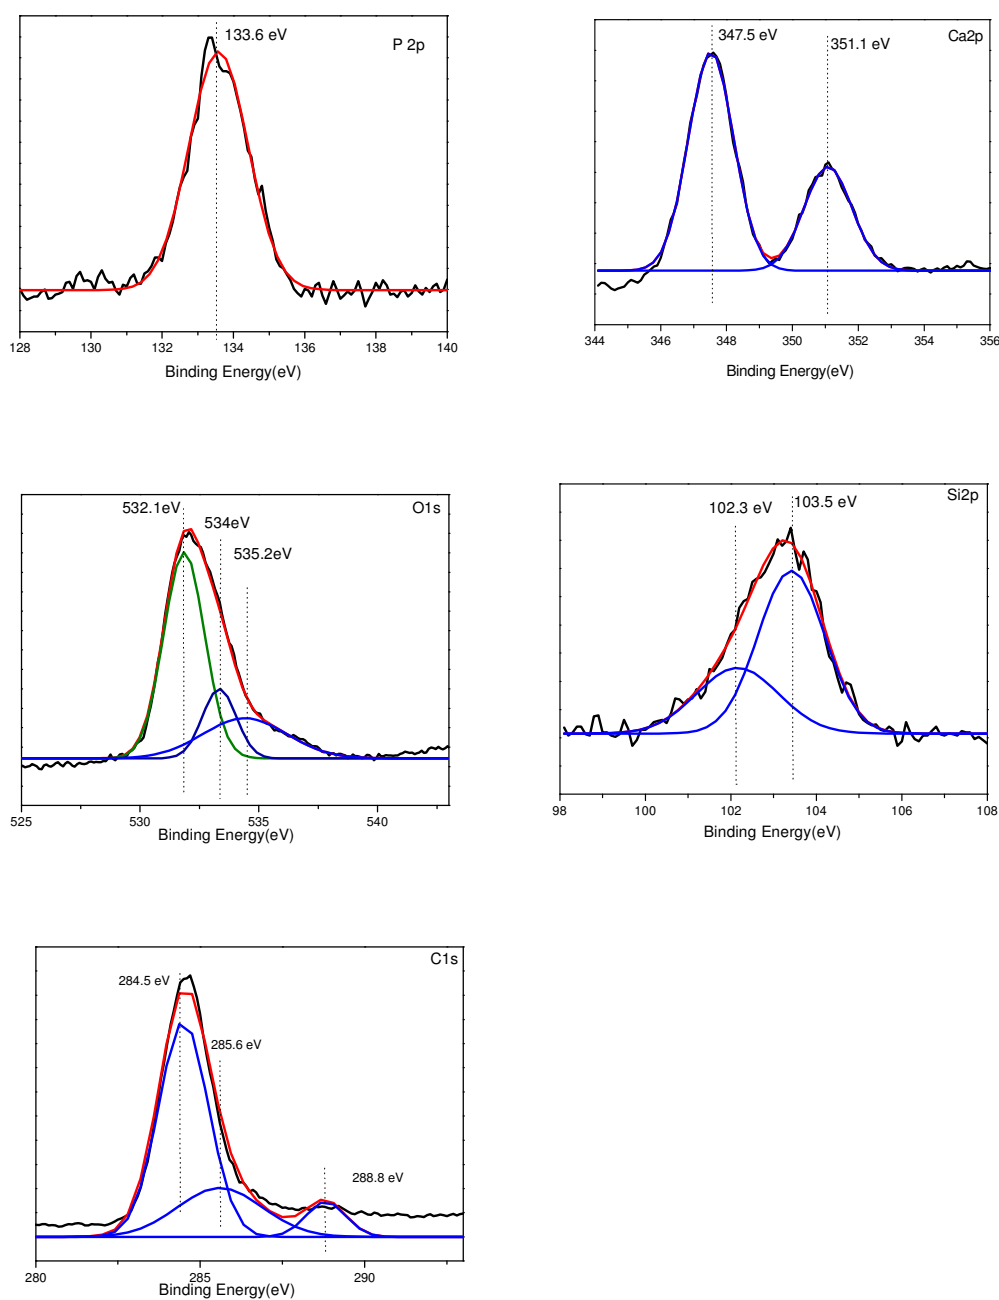 133.6 eV
P 2p
128 130 132 134 136 138 140
Binding Energy(eV)
347.5 eV
351.1 eV
Ca2p
344 346 348 350 352 354 356
Binding Energy(eV)
532.1eV
534eV
535.2eV
O1s
525 530 535 540
Binding Energy(eV)
102.3 eV
103.5 eV
Si2p
98 100 102 104 106 108
Binding Energy(eV)
C1s
284.5 eV
285.6 eV
288.8 eV
280 285 290
Binding Energy(eV)